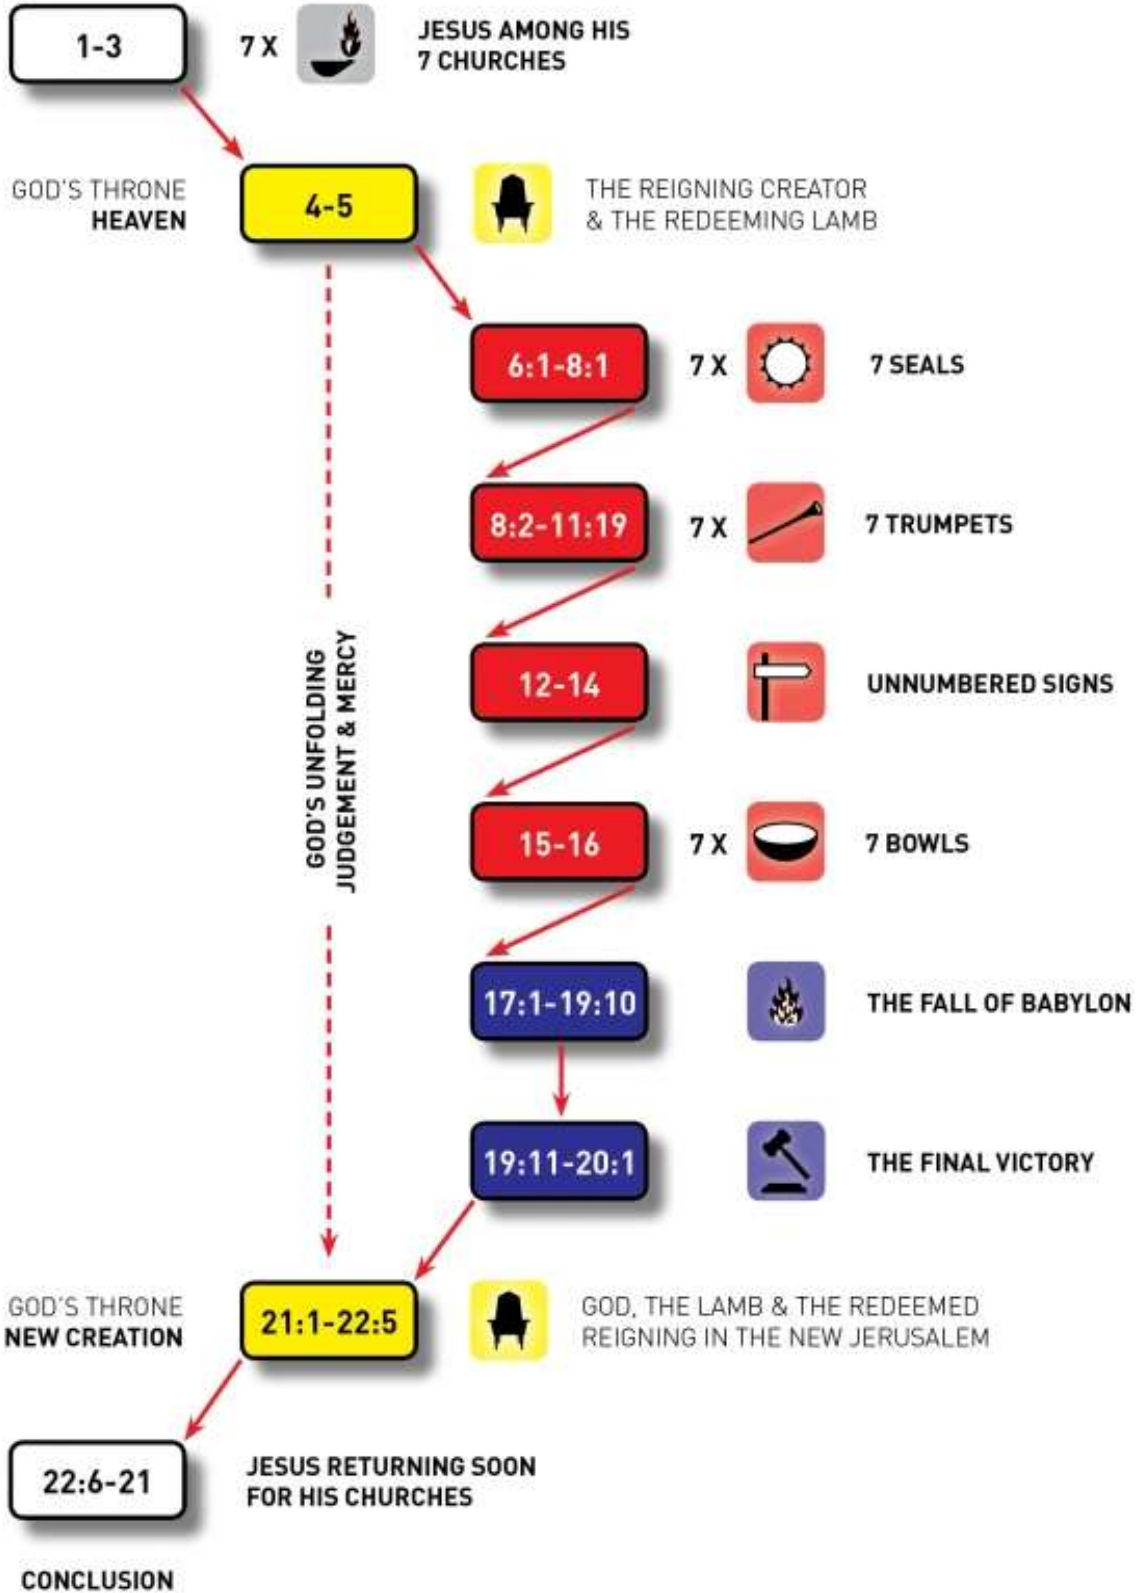 1-3
7 X
JESUS AMONG HIS
7 CHURCHES
GOD'S THRONE
HEAVEN
4-5
THE REIGNING CREATOR
& THE REDEEMING LAMB
6:1-8:1
7 X
7 SEALS
8:2-11:19
7 X
7 TRUMPETS
12-14
UNNUMBERED SIGNS
GOD'S UNFOLDING
JUDGEMENT & MERCY
15-16
7 X
7 BOWLS
17:1-19:10
THE FALL OF BABYLON
19:11-20:1
THE FINAL VICTORY
GOD'S THRONE
NEW CREATION
21:1-22:5
GOD, THE LAMB & THE REDEEMED
REIGNING IN THE NEW JERUSALEM
22:6-21
JESUS RETURNING SOON
FOR HIS CHURCHES
CONCLUSION